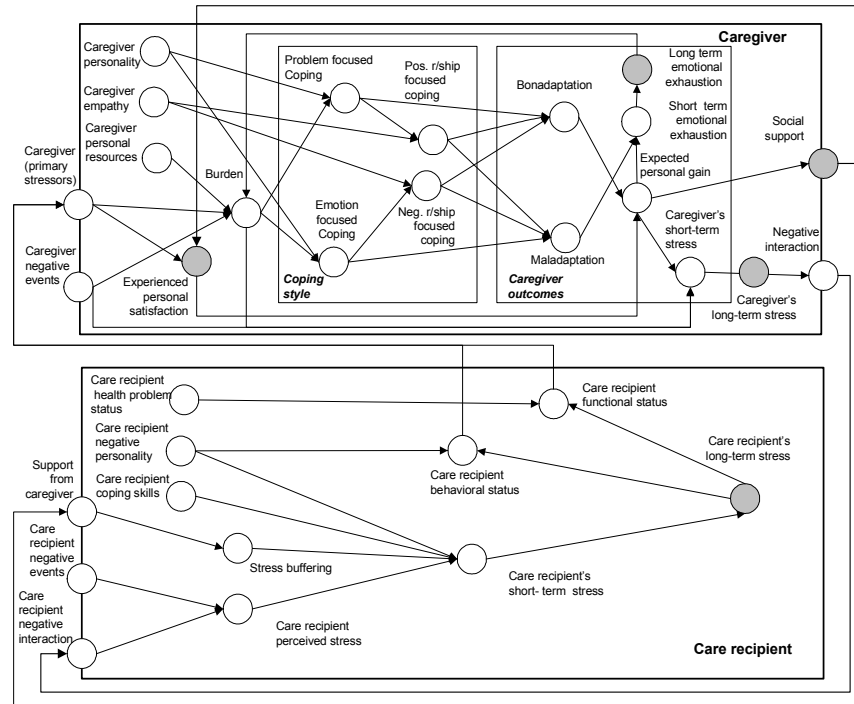 Caregiver
Caregiver
personality
Caregiver
empathy
Caregiver
personal
resources
Caregiver
(primary
stressors)
Caregiver
negative
events
Burden
Experienced
personal
satisfaction
Problem focused
Coping
Pos. r/ship
focused
coping
Emotion
focused
Coping
Neg. r/ship
focused
coping
Coping
style
Bonadaptation
Maladaptation
Caregiver
outcomes
Long term
emotional
exhaustion
Short term
emotional
exhaustion
Expected
personal gain
Caregiver's
short-term
stress
Social
support
Negative
interaction
Caregiver's
long-term stress
Care recipient
health problem
status
Care recipient
negative
personality
Care recipient
coping skills
Support
from
caregiver
Care
recipient
negative
events
Care
recipient
negative
interaction
Stress buffering
Care recipient
perceived stress
Care recipient
functional status
Care recipient
behavioral status
Care recipient's
long-term stress
Care recipient's
short- term stress
Care recipient